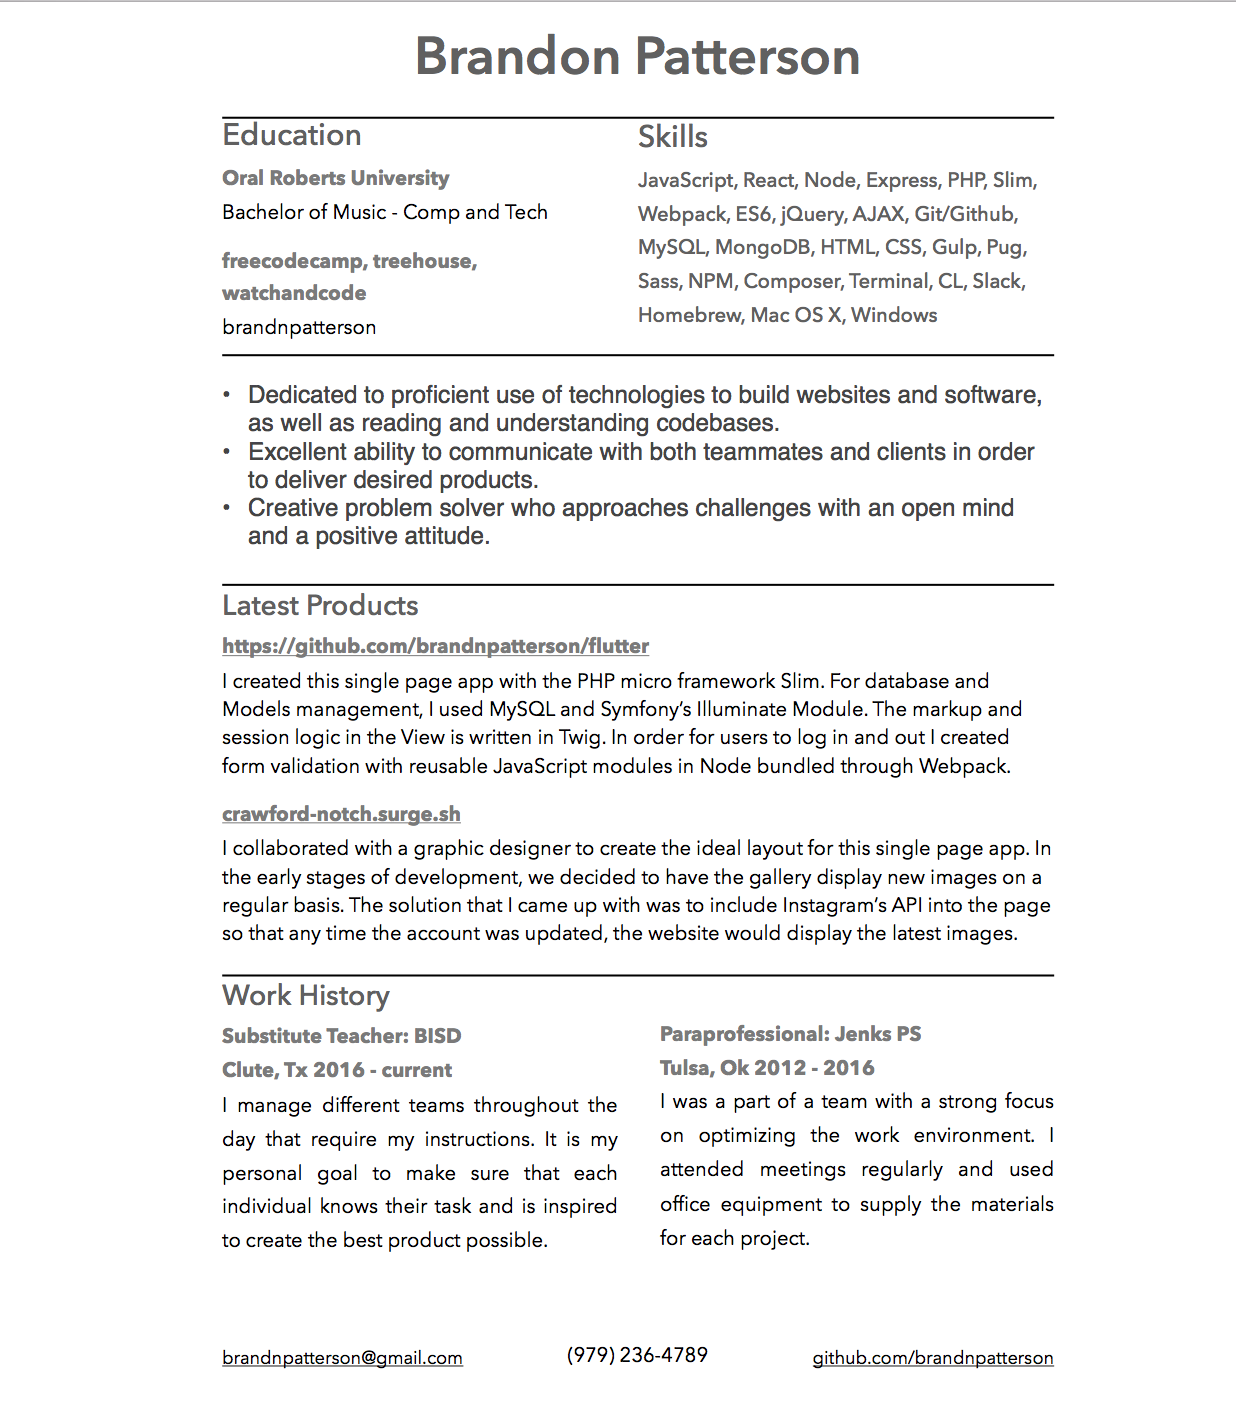 Brandon Patterson
Education
Oral Roberts University
Bachelor of Music - Comp and Tech
freecodecamp, treehouse,
watchandcode
brandnpatterson
Skills
JavaScript, React, Node, Express, PHP, Slim,
Webpack, ES6, jQuery, AJAX, Git/Github,
MySQL, MongoDB, HTML, CSS, Gulp, Pug,
Sass, NPM, Composer, Terminal, CL, Slack,
Homebrew, Mac OS X, Windows
• Dedicated to proficient use of technologies to build websites and software,
as well as reading and understanding codebases.
• Excellent ability to communicate with both teammates and clients in order
to deliver desired products.
• Creative problem solver who approaches challenges with an open mind
and a positive attitude.
Latest Products
https://github.com/brandnpatterson/flutter
I created this single page app with the PHP micro framework Slim. For database and
Models management, I used MySQL and Symfony’s Illuminate Module. The markup and
session logic in the View is written in Twig. In order for users to log in and out I created
form validation with reusable JavaScript modules in Node bundled through Webpack.
crawford-notch.surge.sh
I collaborated with a graphic designer to create the ideal layout for this single page app. In
the early stages of development, we decided to have the gallery display new images on a
regular basis. The solution that I came up with was to include Instagram’s API into the page
so that any time the account was updated, the website would display the latest images.
Work History
Substitute Teacher: BISD
Clute, Tx 2016 - current
I manage different teams throughout the
day that require my instructions. It is my
personal goal to make sure that each
individual knows their task and is inspired
to create the best product possible.
Paraprofessional: Jenks PS
Tulsa, Ok 2012 - 2016
I was a part of a team with a strong focus
on optimizing the work environment. I
attended meetings regularly and used
office equipment to supply the materials
for each project.
brandnpatterson@gmail.com
(979) 236-4789
github.com/brandnpatterson